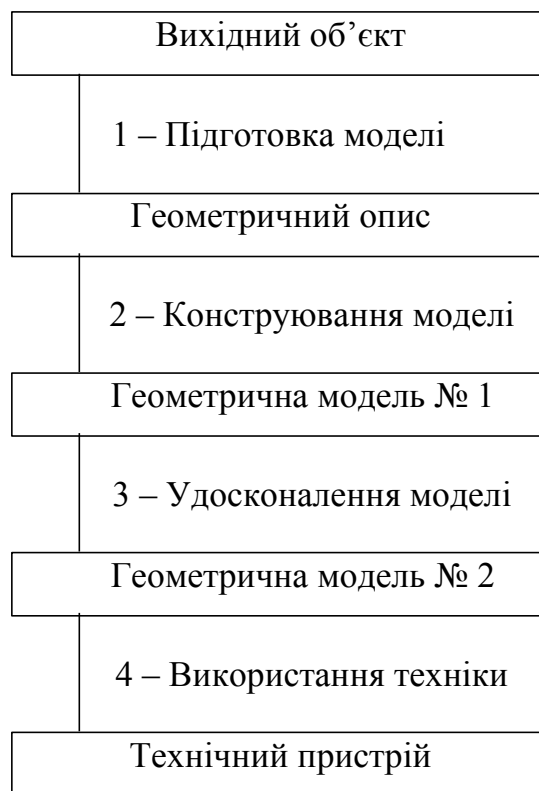 Вихідний об’єкт
1 – Підготовка моделі
Геометричний опис
2 – Конструювання моделі
Геометрична модель № 1
3 – Удосконалення моделі
Геометрична модель № 2
4 – Використання техніки
Технічний пристрій